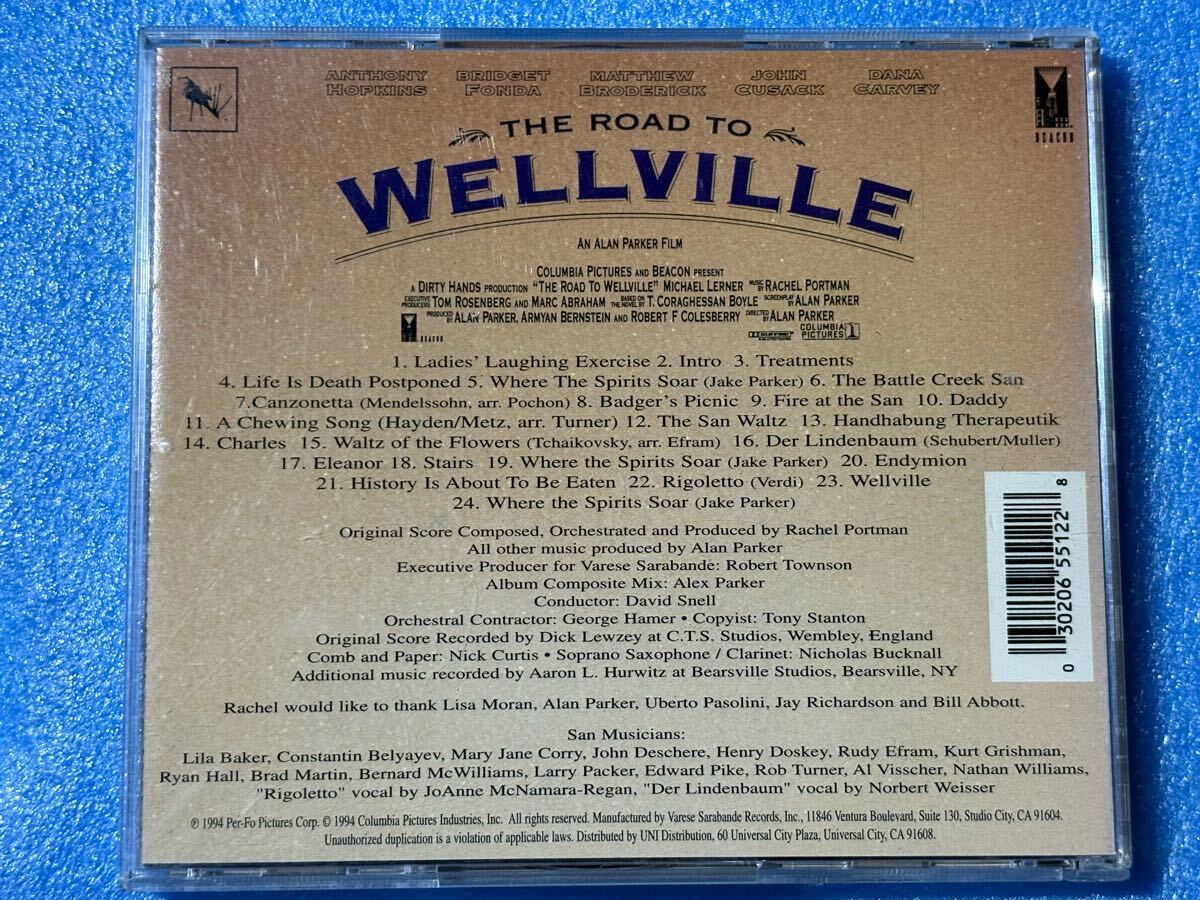 ANTHONY HOPKINS BRIDGET FONDA MATTHEW BRODERICK JOHN CUSACK DANA CARVEY
BEACON
THE ROAD TO
WELLVILLE
AN ALAN PARKER FILM
COLUMBIA PICTURES AND BEACON PRESENT
A DIRTY HANDS PRODUCTION "THE ROAD TO WELLVILLE" MICHAEL LERNER MUSIC BY RACHEL PORTMAN
EXECUTIVE PRODUCERS TOM ROSENBERG AND MARC ABRAHAM BASED ON THE NOVEL BY T. CORAGHESSAN BOYLE SCREENPLAY BY ALAN PARKER
PRODUCED BY ALAN PARKER, ARMYAN BERNSTEIN AND ROBERT F COLESBERRY DIRECTED BY ALAN PARKER
BEACON COLUMBIA PICTURES
1. Ladies' Laughing Exercise 2. Intro 3. Treatments
4. Life Is Death Postponed 5. Where The Spirits Soar (Jake Parker) 6. The Battle Creek San
7.Canzonetta (Mendelssohn, arr. Pochon) 8. Badger's Picnic 9. Fire at the San 10. Daddy
11. A Chewing Song (Hayden/Metz, arr. Turner) 12. The San Waltz 13. Handhabung Therapeutik
14. Charles 15. Waltz of the Flowers (Tchaikovsky, arr. Efram) 16. Der Lindenbaum (Schubert/Muller)
17. Eleanor 18. Stairs 19. Where the Spirits Soar (Jake Parker) 20. Endymion
21. History Is About To Be Eaten 22. Rigoletto (Verdi) 23. Wellville
24. Where the Spirits Soar (Jake Parker)
Original Score Composed, Orchestrated and Produced by Rachel Portman
All other music produced by Alan Parker
Executive Producer for Varese Sarabande: Robert Townson
Album Composite Mix: Alex Parker
Conductor: David Snell
Orchestral Contractor: George Hamer • Copyist: Tony Stanton
Original Score Recorded by Dick Lewzey at C.T.S. Studios, Wembley, England
Comb and Paper: Nick Curtis • Soprano Saxophone / Clarinet: Nicholas Bucknall
Additional music recorded by Aaron L. Hurwitz at Bearsville Studios, Bearsville, NY
0 30206 55122 8
Rachel would like to thank Lisa Moran, Alan Parker, Uberto Pasolini, Jay Richardson and Bill Abbott.
San Musicians:
Lila Baker, Constantin Belyayev, Mary Jane Corry, John Deschere, Henry Doskey, Rudy Efram, Kurt Grishman,
Ryan Hall, Brad Martin, Bernard McWilliams, Larry Packer, Edward Pike, Rob Turner, Al Visscher, Nathan Williams,
"Rigoletto" vocal by JoAnne McNamara-Regan, "Der Lindenbaum" vocal by Norbert Weisser
℗ 1994 Per-Fo Pictures Corp. © 1994 Columbia Pictures Industries, Inc. All rights reserved. Manufactured by Varese Sarabande Records, Inc., 11846 Ventura Boulevard, Suite 130, Studio City, CA 91604.
Unauthorized duplication is a violation of applicable laws. Distributed by UNI Distribution, 60 Universal City Plaza, Universal City, CA 91608.